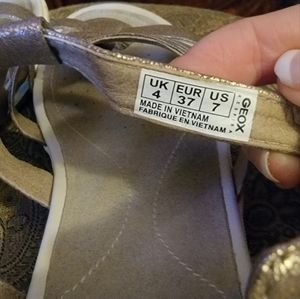 UK EUR US
4 37 7
MADE IN VIETNAM
FABRIQUE EN VIETNAM
GEOX